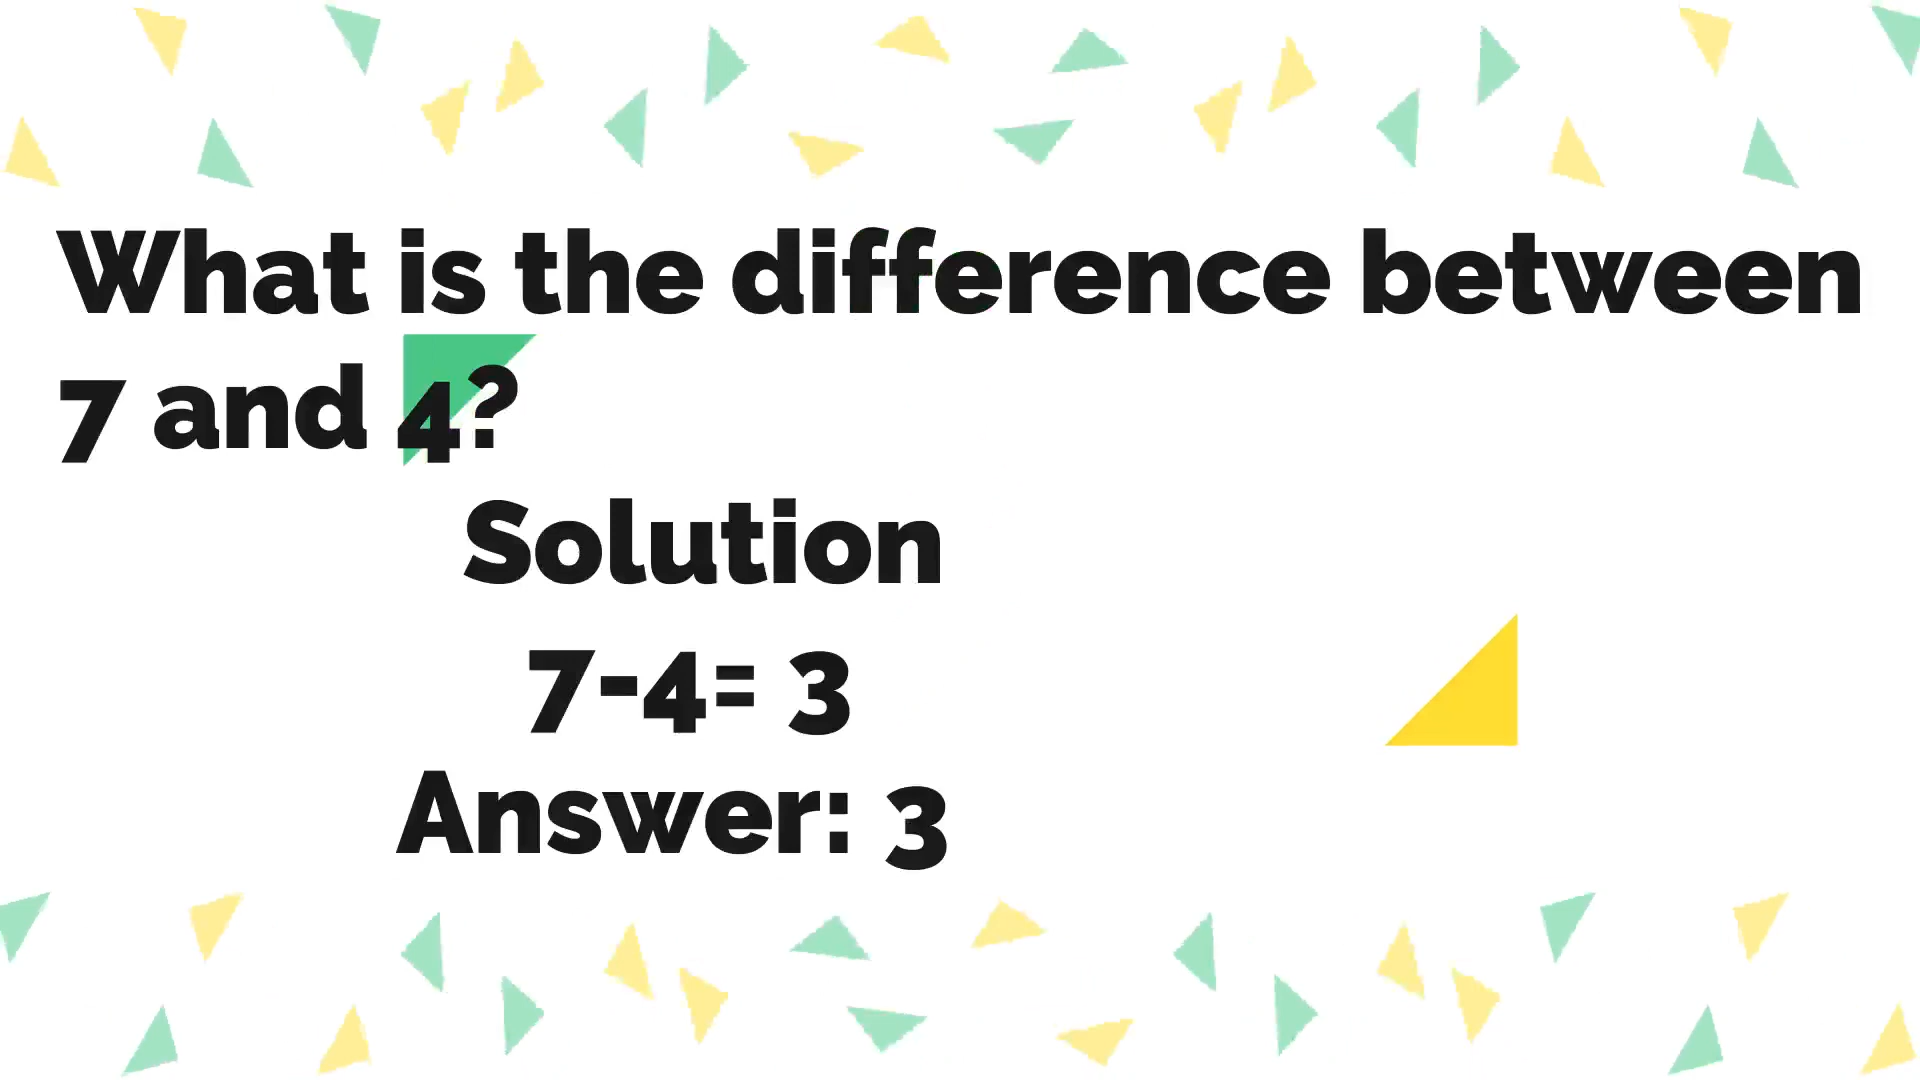 What is the difference between
7 and 4?
Solution
7-4= 3
Answer: 3